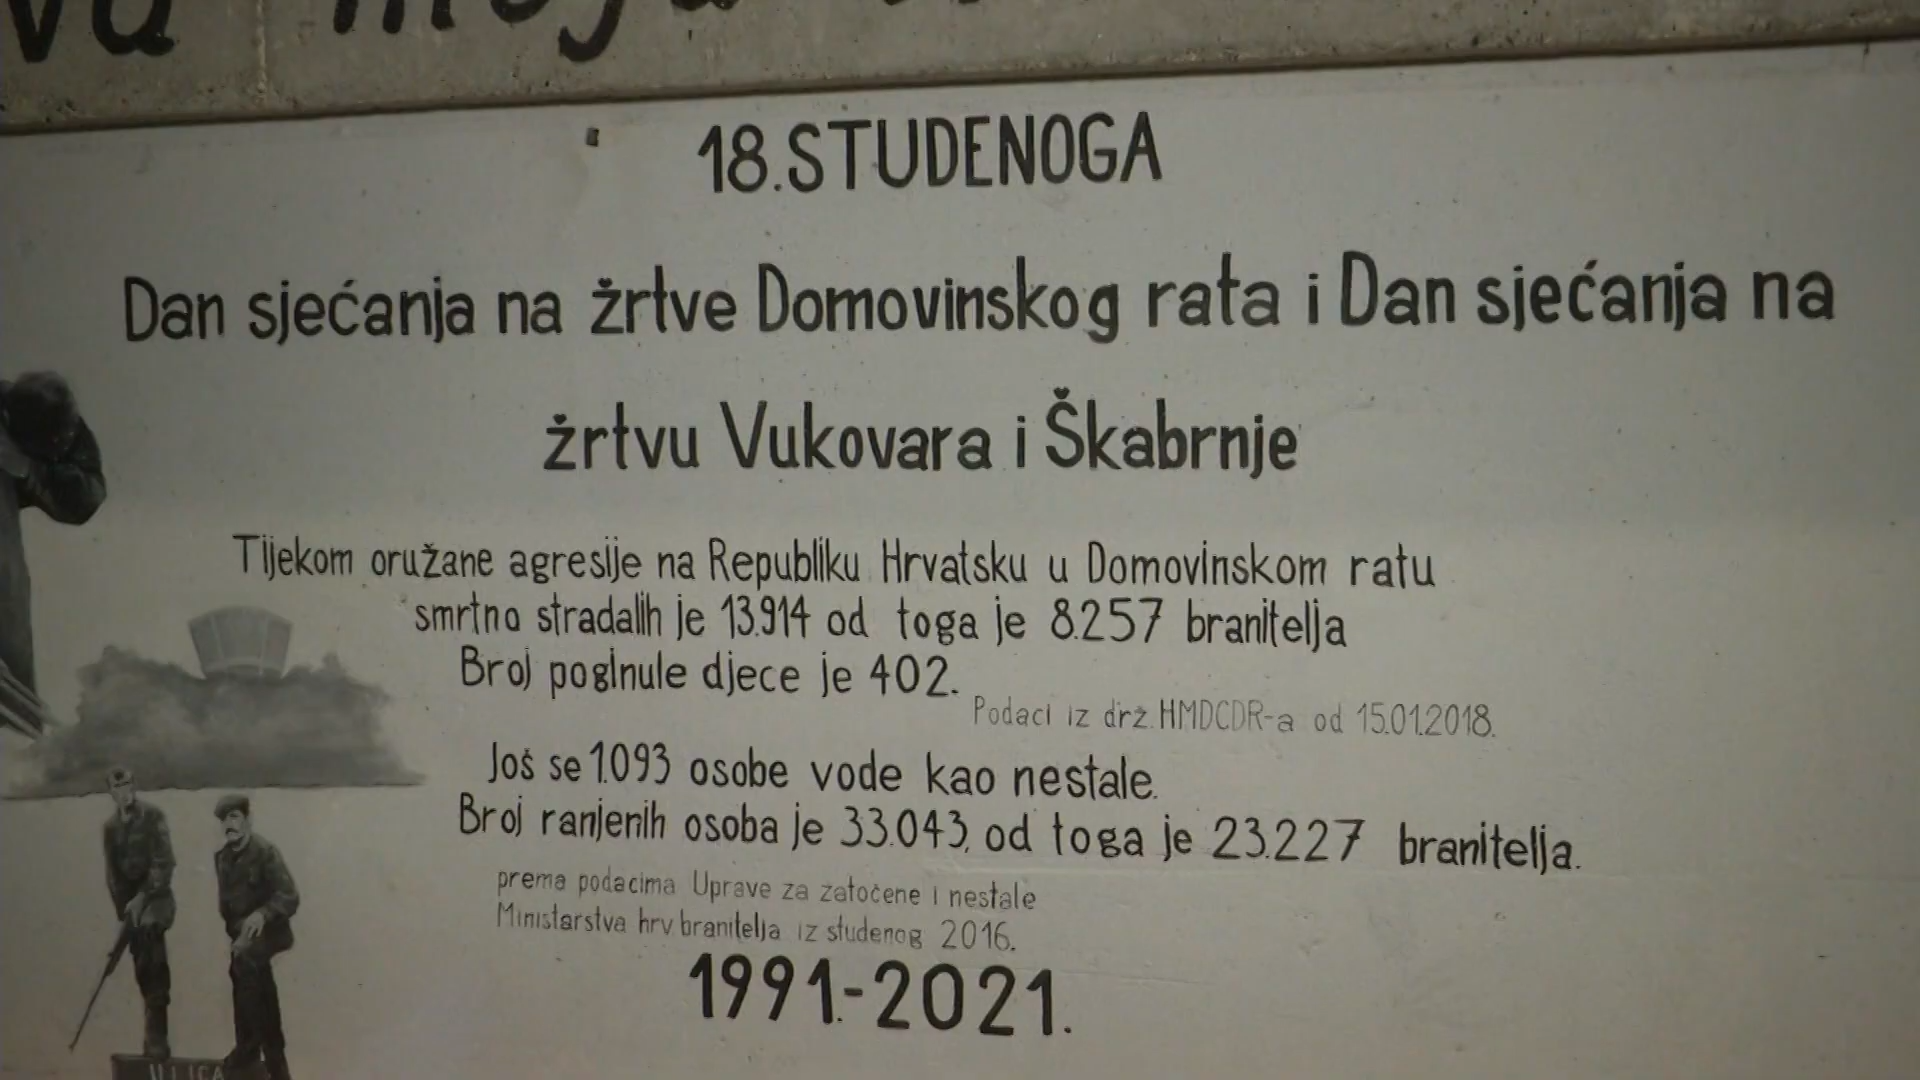 va moja
18.STUDENOGA
Dan sjećanja na žrtve Domovinskog rata i Dan sjećanja na
žrtvu Vukovara i Škabrnje
Tijekom oružane agresije na Republiku Hrvatsku u Domovinskom ratu
smrtno stradalih je 13.914 od toga je 8.257 branitelja
Broj poginule djece je 402.
Podaci iz drž. HMDCDR-a od 15.01.2018.
Još se 1.093 osobe vode kao nestale.
Broj ranjenih osoba je 33.043, od toga je 23.227 branitelja.
prema podacima Uprave za zatočene i nestale
Ministarstva hrv branitelja iz studenog 2016.
1991.-2021.
ULICA